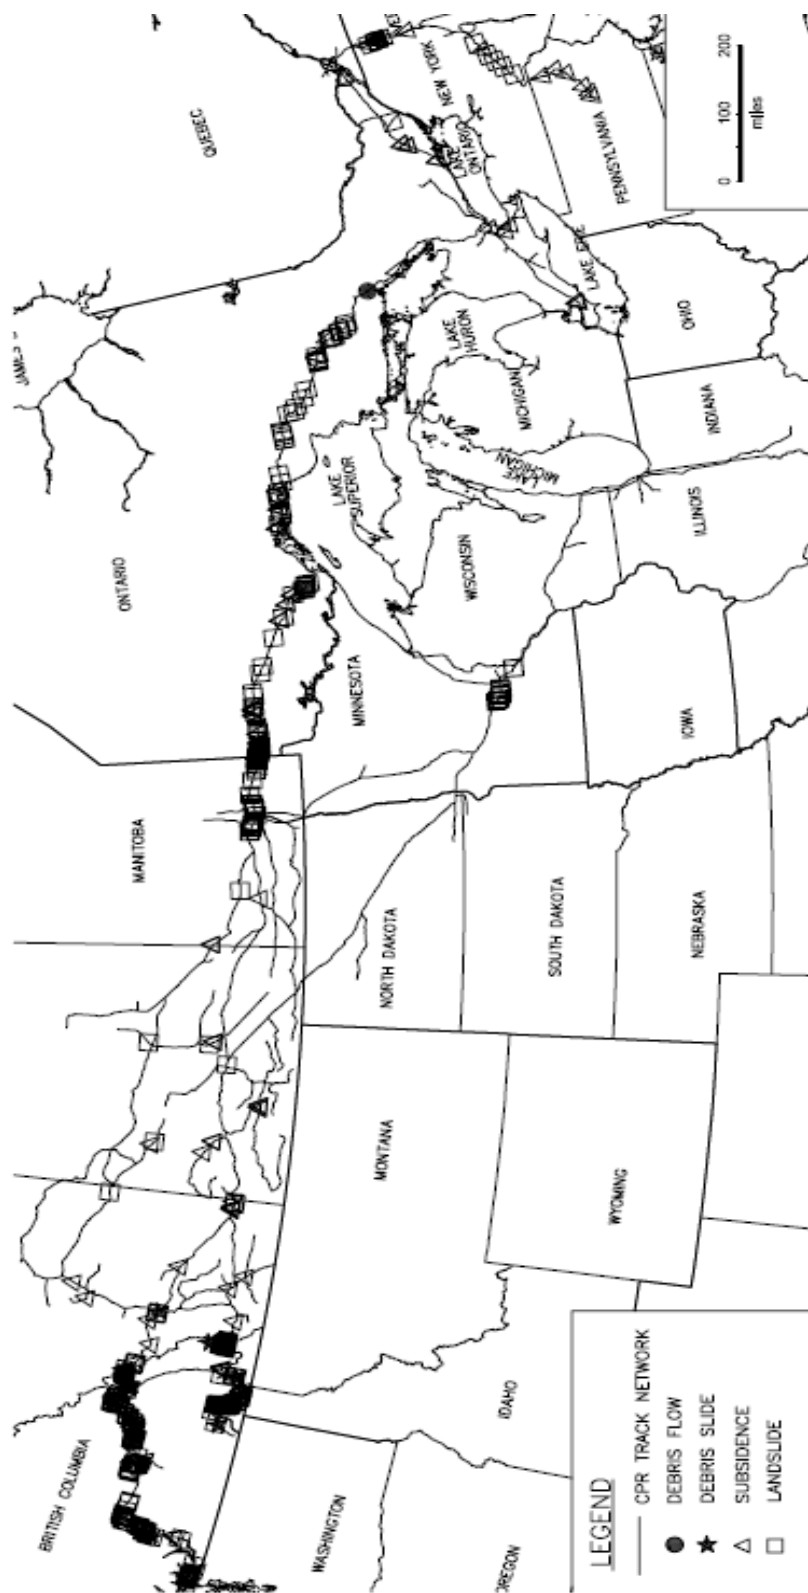 BRITISH COLUMBIA
WASHINGTON
OREGON
IDAHO
MONTANA
WYOMING
NORTH DAKOTA
SOUTH DAKOTA
NEBRASKA
MANITOBA
ONTARIO
MINNESOTA
IOWA
WISCONSIN
ILLINOIS
INDIANA
OHIO
MICHIGAN
LAKE
SUPERIOR
LAKE
MICHIGAN
LAKE
HURON
LAKE ERIE
LAKE
ONTARIO
JAMES
QUEBEC
NEW YORK
PENNSYLVANIA
0 100 200
miles
LEGEND
CPR TRACK NETWORK
DEBRIS FLOW
DEBRIS SLIDE
SUBSIDENCE
LANDSLIDE